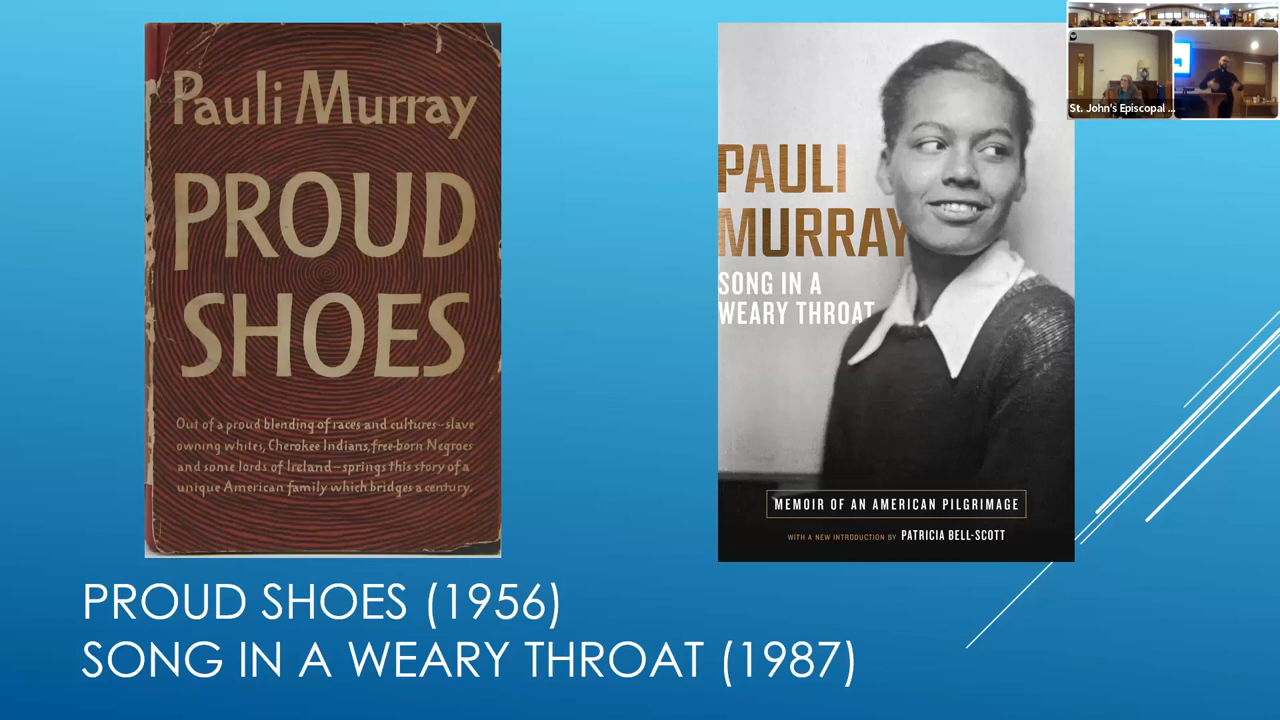 Pauli Murray
PROUD
SHOES
Out of a proud blending of races and cultures--slave
owning whites, Cherokee Indians, free-born Negroes
and some lords of Ireland--springs this story of a
unique American family which bridges a century.
PAULI
MURRAY
SONG IN A
WEARY THROAT
MEMOIR OF AN AMERICAN PILGRIMAGE
WITH A NEW INTRODUCTION BY PATRICIA BELL-SCOTT
St. John's Episcopal ...
PROUD SHOES (1956)
SONG IN A WEARY THROAT (1987)